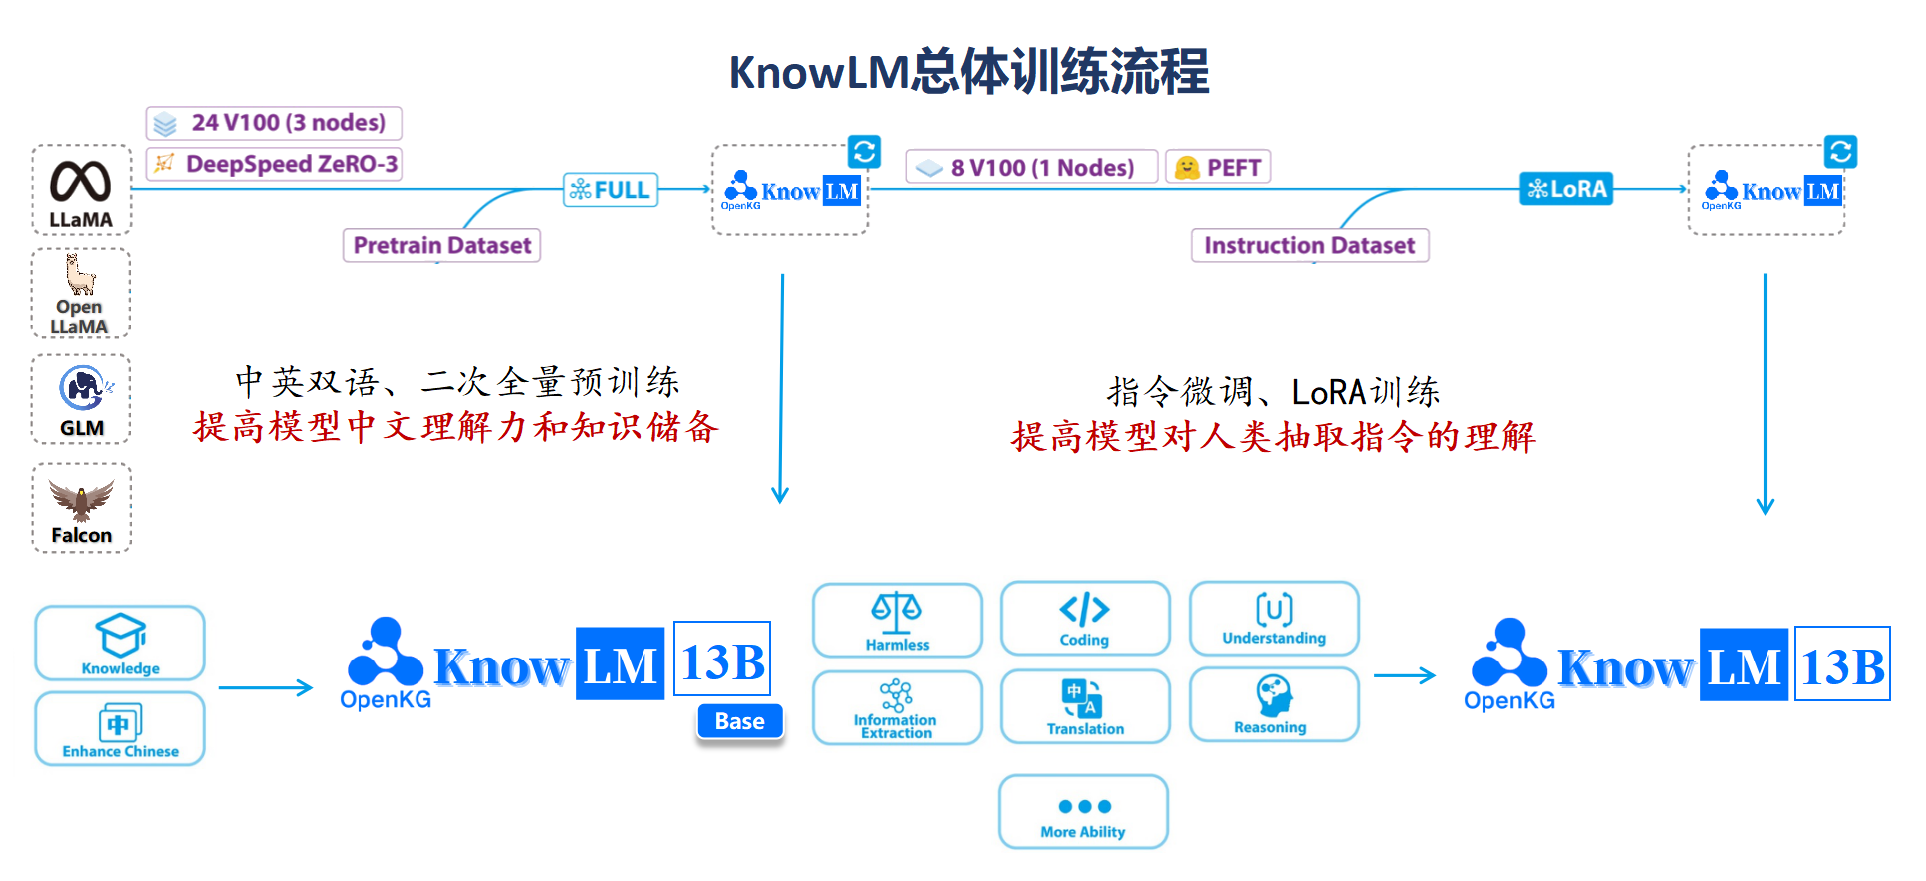 KnowLM总体训练流程
24 V100 (3 nodes)
DeepSpeed ZeRO-3
LLaMA
FULL
Pretrain Dataset
OpenKG
Know LM
8 V100 (1 Nodes)
PEFT
LoRA
Instruction Dataset
OpenKG
Know LM
Open
LLaMA
GLM
Falcon
中英双语、二次全量预训练
提高模型中文理解力和知识储备
指令微调、LoRA训练
提高模型对人类抽取指令的理解
Knowledge
中
Enhance Chinese
OpenKG
Know LM 13B
Base
Harmless
Coding
U
Understanding
Information
Extraction
中 A
Translation
Reasoning
More Ability
OpenKG
Know LM 13B